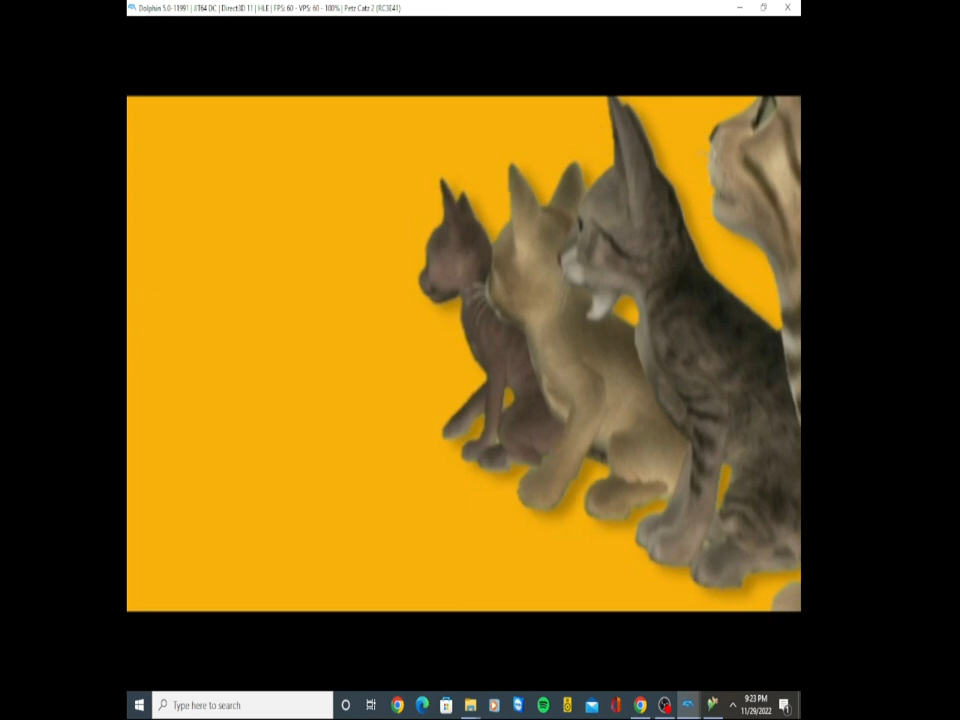 Dolphin 5.0-11991 | JIT64 DC | Direct3D 11 | HLE | FPS: 60 - VPS: 60 - 100% | Petz Catz 2 (RC3E41)
Type here to search
9:23 PM
11/29/2022
1